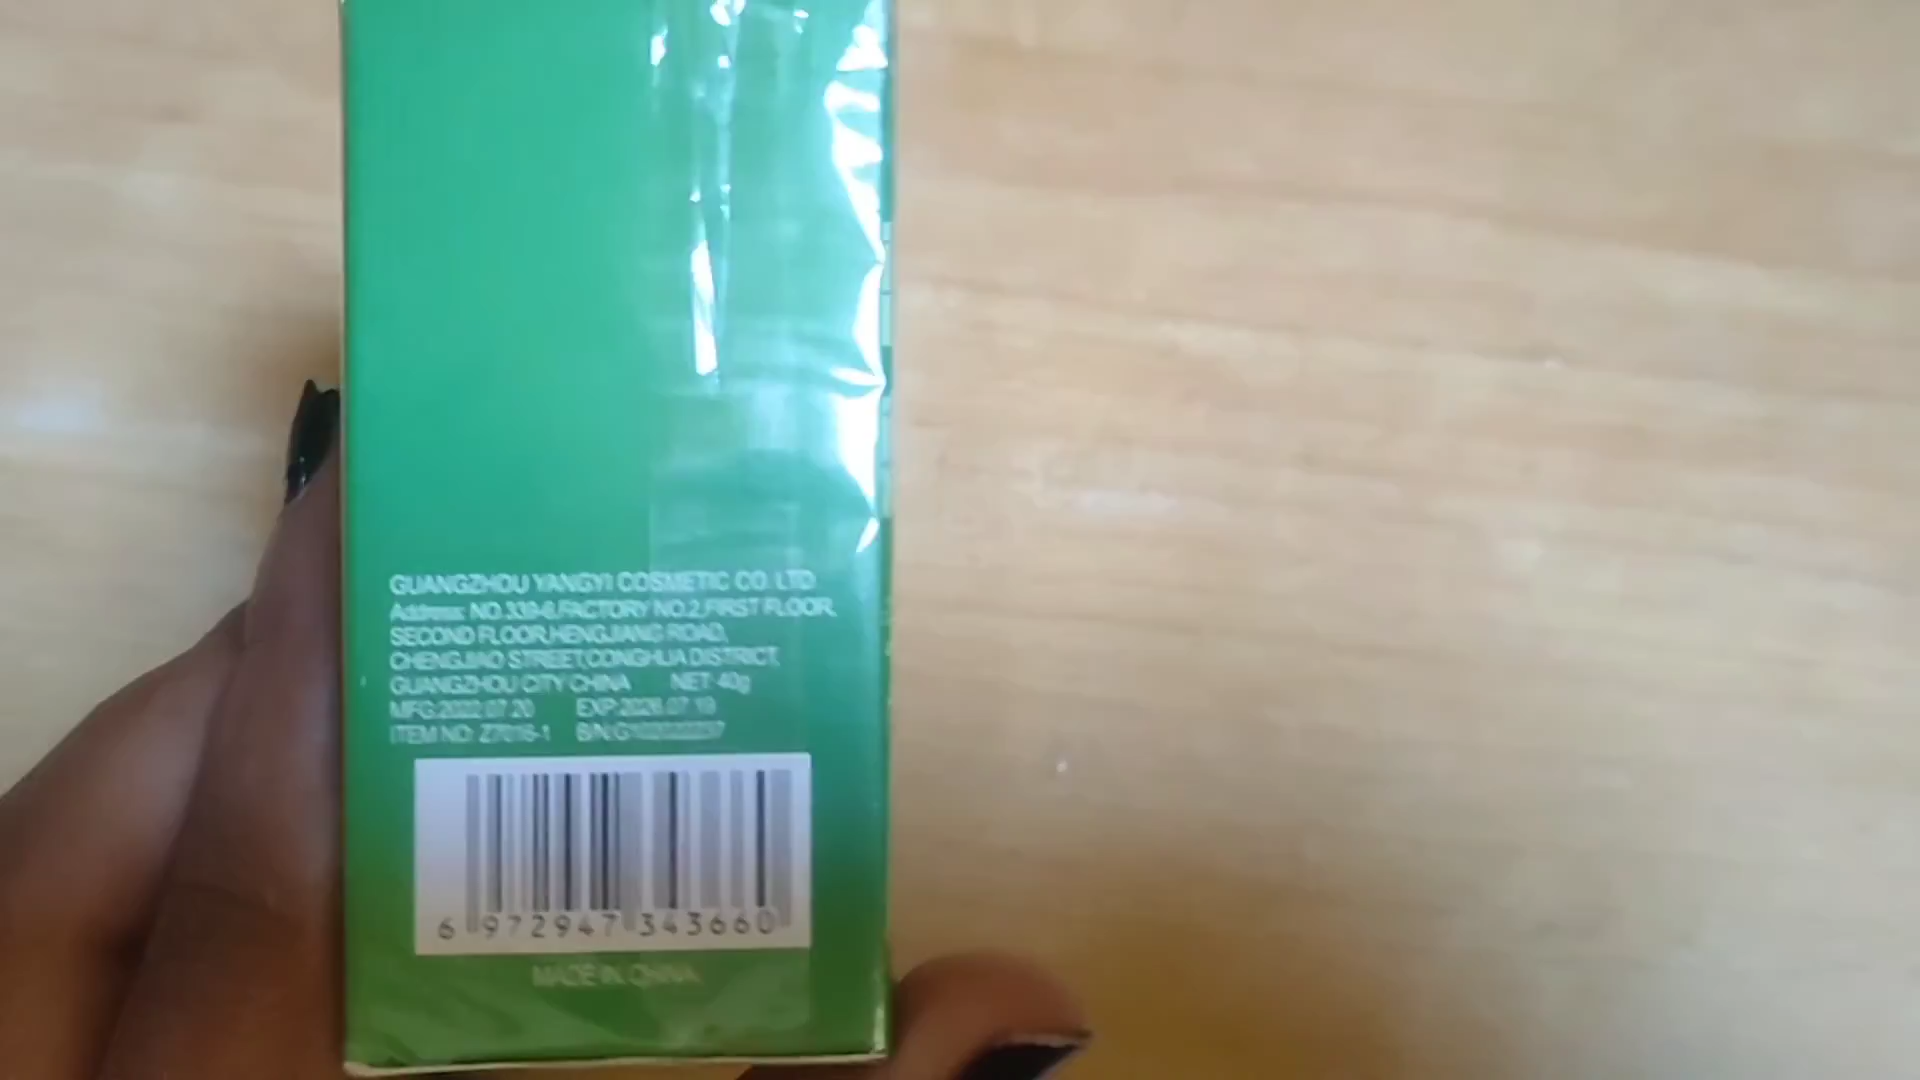 GUANGZHOU YANGYI COSMETIC CO. LTD
Address: NO.339-6,FACTORY NO.2,FIRST FLOOR,
SECOND FLOOR,HENGJIANG ROAD,
CHENGJIAO STREET,CONGHUA DISTRICT,
GUANGZHOU CITY CHINA NET: 40g
MFG:2022.07.20 EXP:2026.07.19
ITEM NO: Z7016-1 B/N:
6 972947 343660
MADE IN CHINA